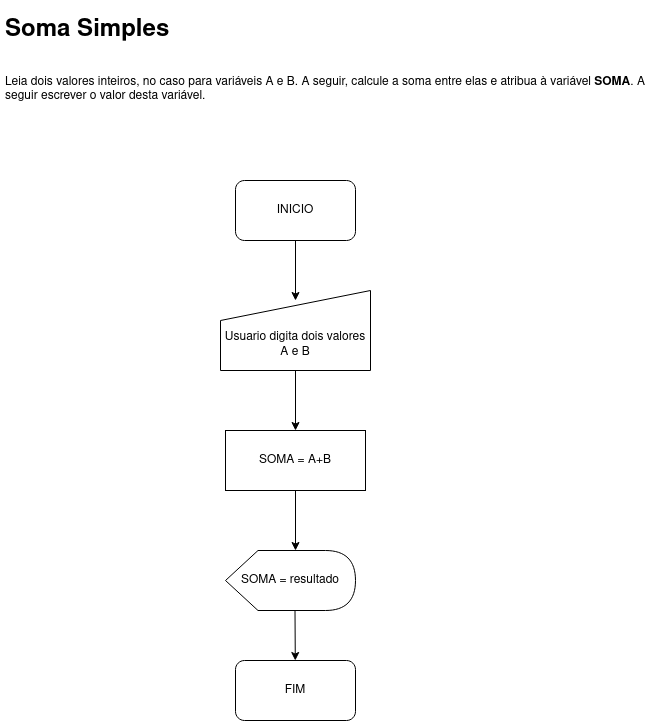 Soma Simples
Leia dois valores inteiros, no caso para variáveis A e B. A seguir, calcule a soma entre elas e atribua à variável SOMA. A
seguir escrever o valor desta variável.
INICIO
Usuario digita dois valores
A e B
SOMA = A+B
SOMA = resultado
FIM